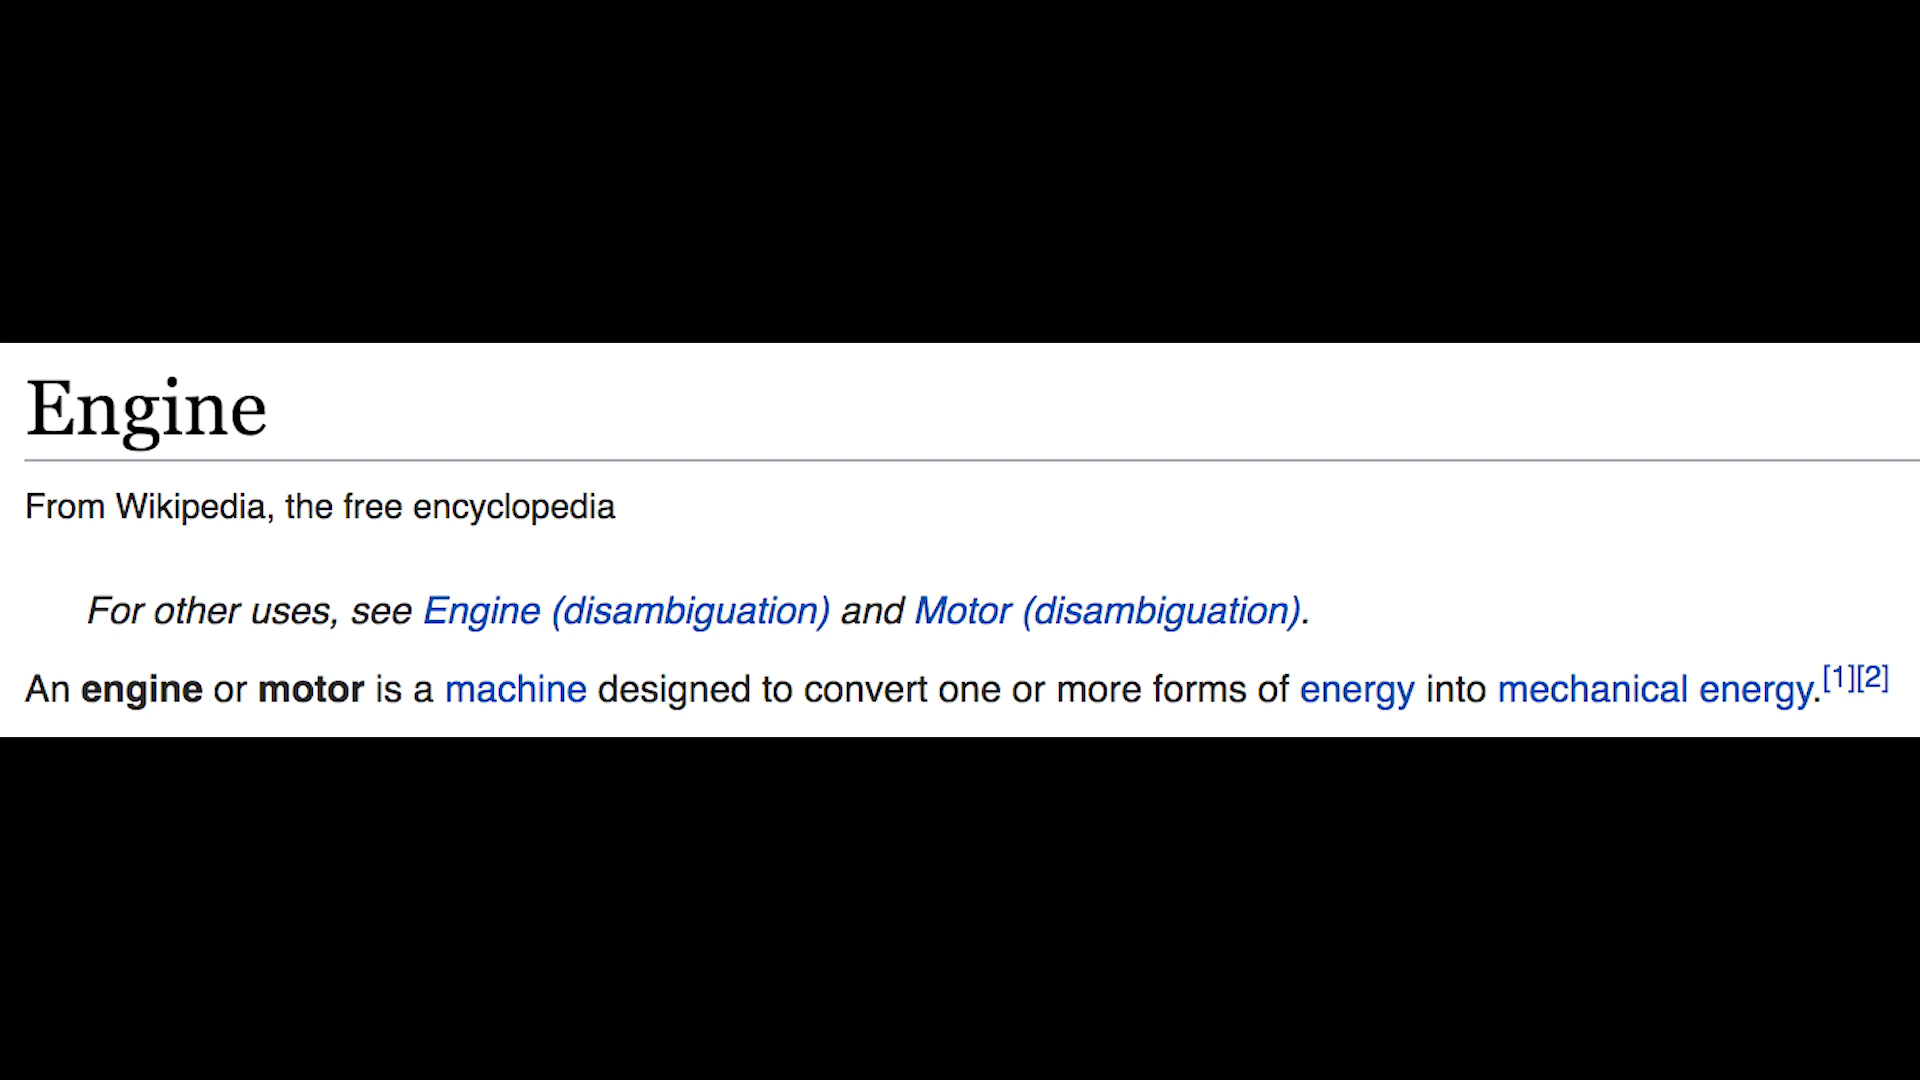 Engine
From Wikipedia, the free encyclopedia
For other uses, see Engine (disambiguation) and Motor (disambiguation).
An engine or motor is a machine designed to convert one or more forms of energy into mechanical energy.[1][2]